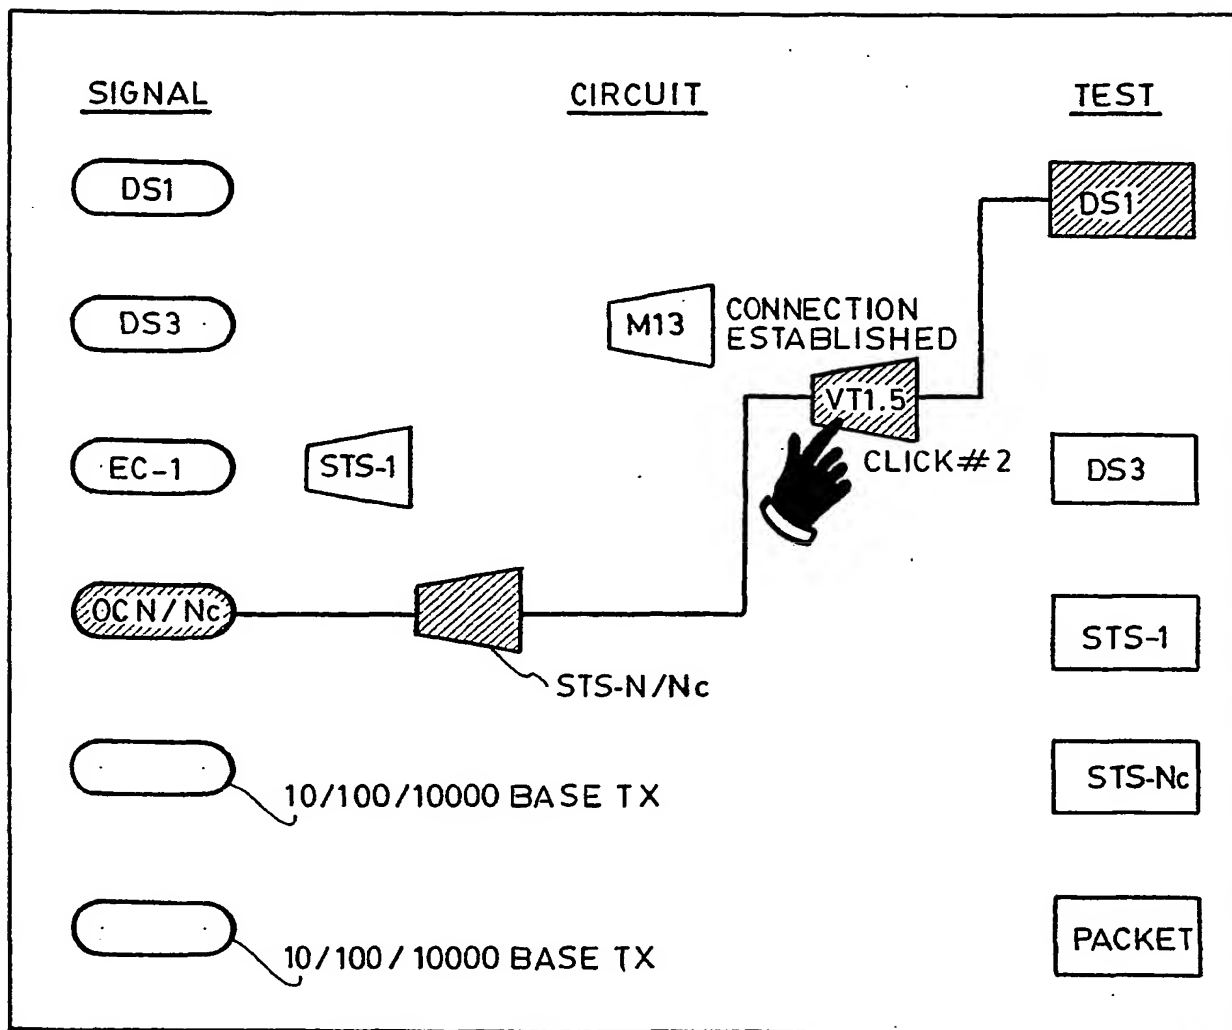 SIGNAL
CIRCUIT
TEST
DS1
DS1
DS3
M13
CONNECTION
ESTABLISHED
VT1.5
EC-1
STS-1
CLICK#2
DS3
OCN/Nc
STS-N/Nc
STS-1
10/100/10000 BASE TX
STS-Nc
10/100/10000 BASE TX
PACKET